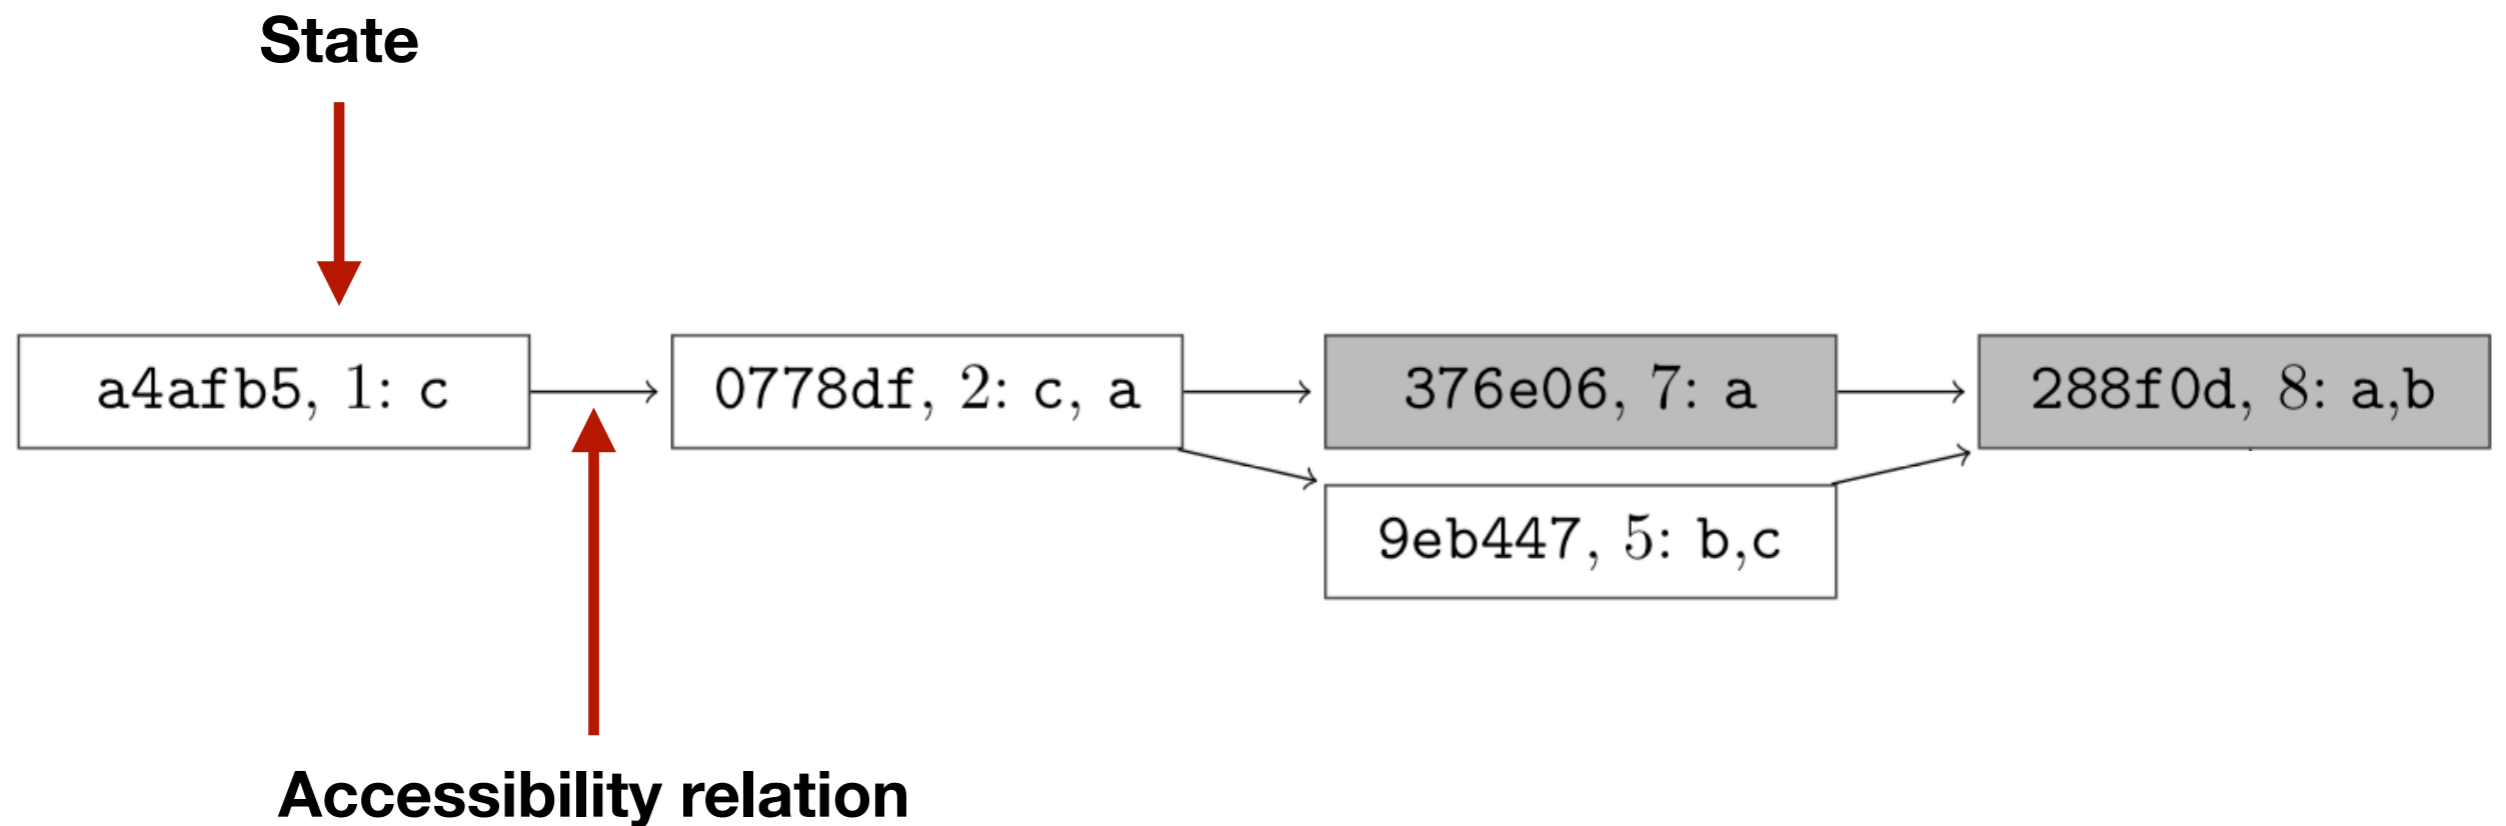 State
a4afb5, 1: c
0778df, 2: c, a
376e06, 7: a
288f0d, 8: a,b
9eb447, 5: b,c
Accessibility relation